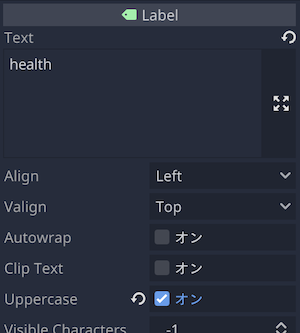 Label
Text
health
Align Left
Valign Top
Autowrap オン
Clip Text オン
Uppercase オン
Visible Characters -1